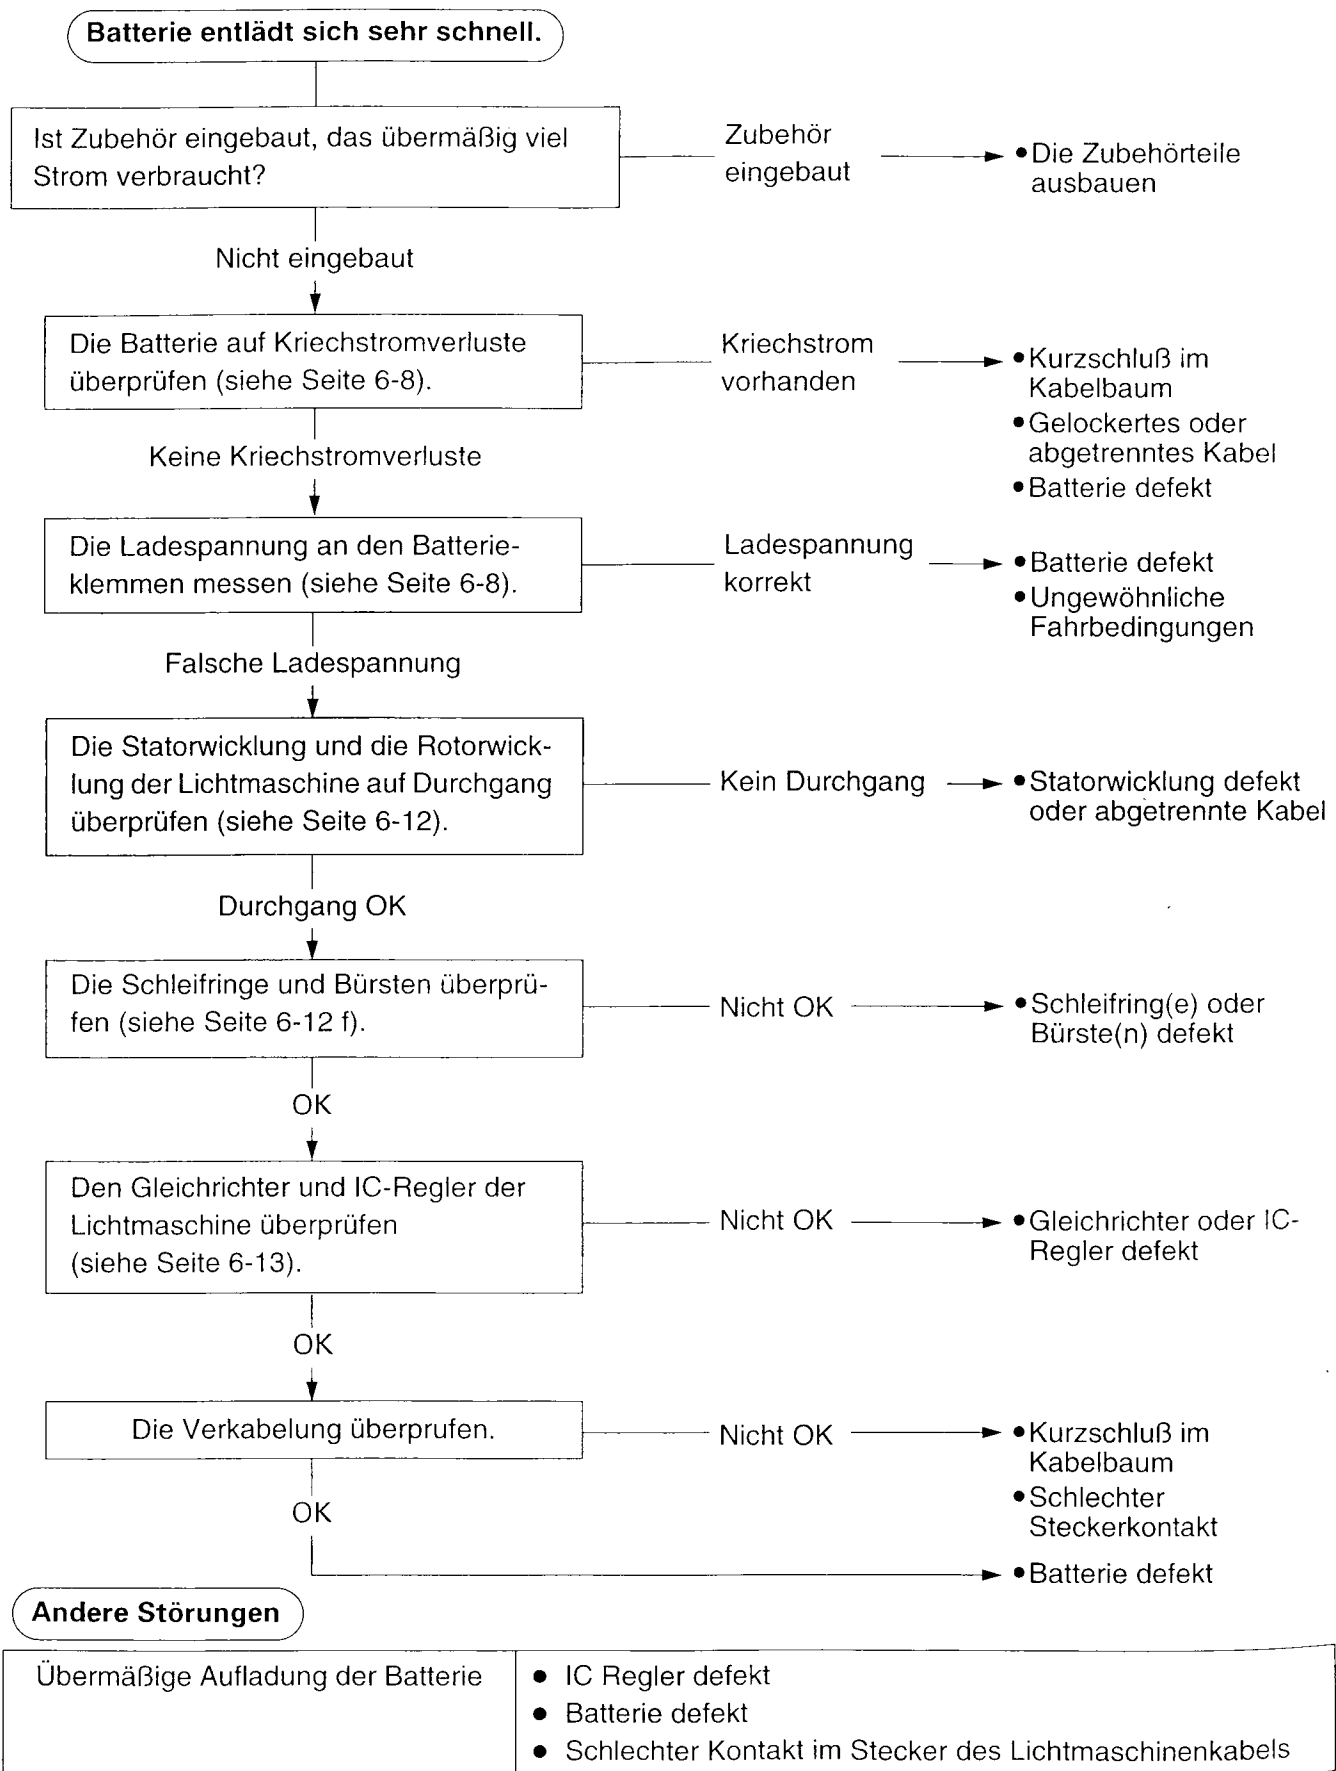 Batterie entlädt sich sehr schnell.
Ist Zubehör eingebaut, das übermäßig viel
Strom verbraucht?
Zubehör
eingebaut
• Die Zubehörteile
ausbauen
Nicht eingebaut
Die Batterie auf Kriechstromverluste
überprüfen (siehe Seite 6-8).
Kriechstrom
vorhanden
• Kurzschluß im
Kabelbaum
• Gelockertes oder
abgetrenntes Kabel
• Batterie defekt
Keine Kriechstromverluste
Die Ladespannung an den Batterie-
klemmen messen (siehe Seite 6-8).
Ladespannung
korrekt
• Batterie defekt
• Ungewöhnliche
Fahrbedingungen
Falsche Ladespannung
Die Statorwicklung und die Rotorwick-
lung der Lichtmaschine auf Durchgang
überprüfen (siehe Seite 6-12).
Kein Durchgang
• Statorwicklung defekt
oder abgetrennte Kabel
Durchgang OK
Die Schleifringe und Bürsten überprü-
fen (siehe Seite 6-12 f).
Nicht OK
• Schleifring(e) oder
Bürste(n) defekt
OK
Den Gleichrichter und IC-Regler der
Lichtmaschine überprüfen
(siehe Seite 6-13).
Nicht OK
• Gleichrichter oder IC-
Regler defekt
OK
Die Verkabelung überprufen.
Nicht OK
• Kurzschluß im
Kabelbaum
• Schlechter
Steckerkontakt
OK
• Batterie defekt
Andere Störungen
Übermäßige Aufladung der Batterie
• IC Regler defekt
• Batterie defekt
• Schlechter Kontakt im Stecker des Lichtmaschinenkabels